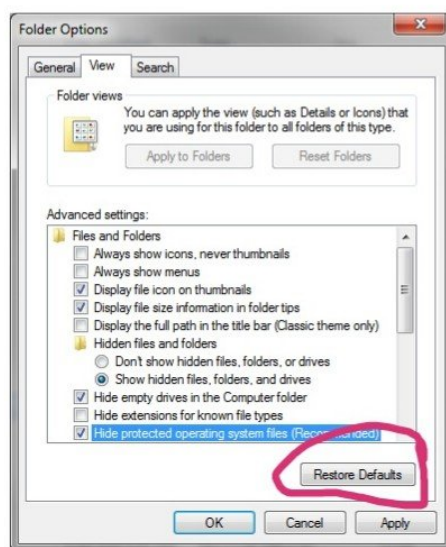 Folder Options
General View Search
Folder views
You can apply the view (such as Details or Icons) that
you are using for this folder to all folders of this type.
Apply to Folders Reset Folders
Advanced settings:
Files and Folders
Always show icons, never thumbnails
Always show menus
Display file icon on thumbnails
Display file size information in folder tips
Display the full path in the title bar (Classic theme only)
Hidden files and folders
Don't show hidden files, folders, or drives
Show hidden files, folders, and drives
Hide empty drives in the Computer folder
Hide extensions for known file types
Hide protected operating system files (Recommended)
Restore Defaults
OK Cancel Apply